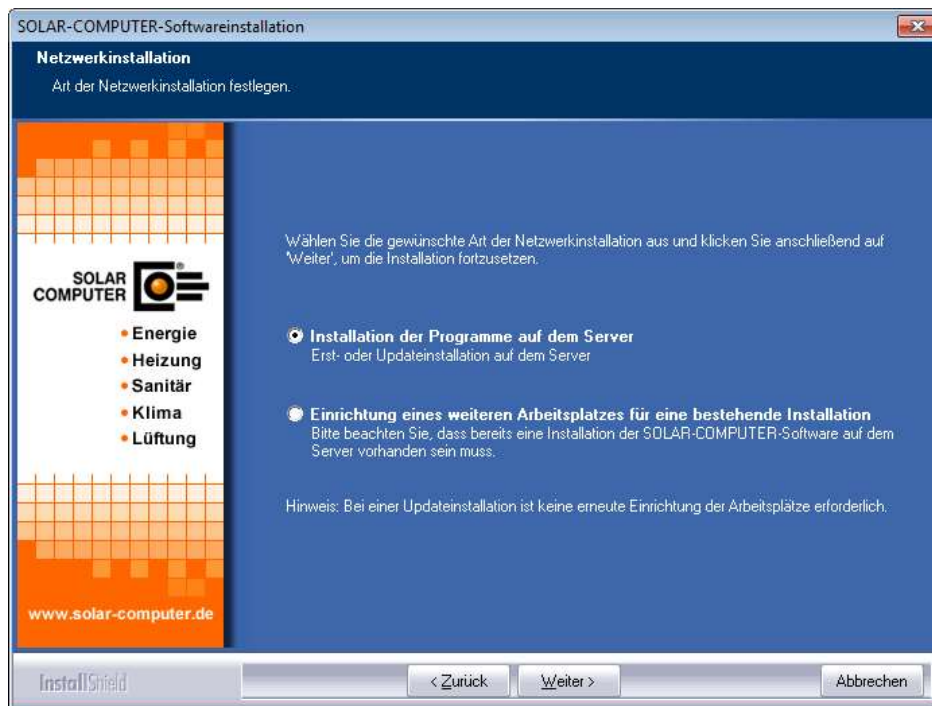 SOLAR-COMPUTER-Softwareinstallation
Netzwerkinstallation
Art der Netzwerkinstallation festlegen.
SOLAR
COMPUTER
®
• Energie
• Heizung
• Sanitär
• Klima
• Lüftung
www.solar-computer.de
Wählen Sie die gewünschte Art der Netzwerkinstallation aus und klicken Sie anschließend auf
'Weiter', um die Installation fortzusetzen.
Installation der Programme auf dem Server
Erst- oder Updateinstallation auf dem Server
Einrichtung eines weiteren Arbeitsplatzes für eine bestehende Installation
Bitte beachten Sie, dass bereits eine Installation der SOLAR-COMPUTER-Software auf dem
Server vorhanden sein muss.
Hinweis: Bei einer Updateinstallation ist keine erneute Einrichtung der Arbeitsplätze erforderlich.
InstallShield
< Zurück
Weiter >
Abbrechen